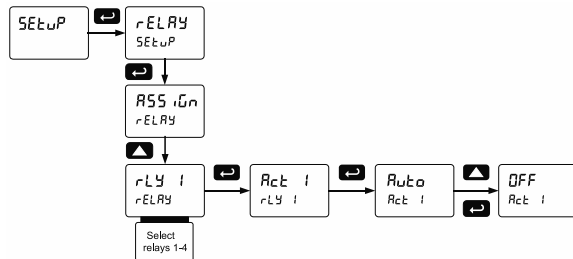 SEtuP
rELAY
SEtuP
ASSiGn
rELAY
rLY 1
rELAY
Act 1
rLY 1
Auto
Act 1
OFF
Act 1
Select
relays 1-4